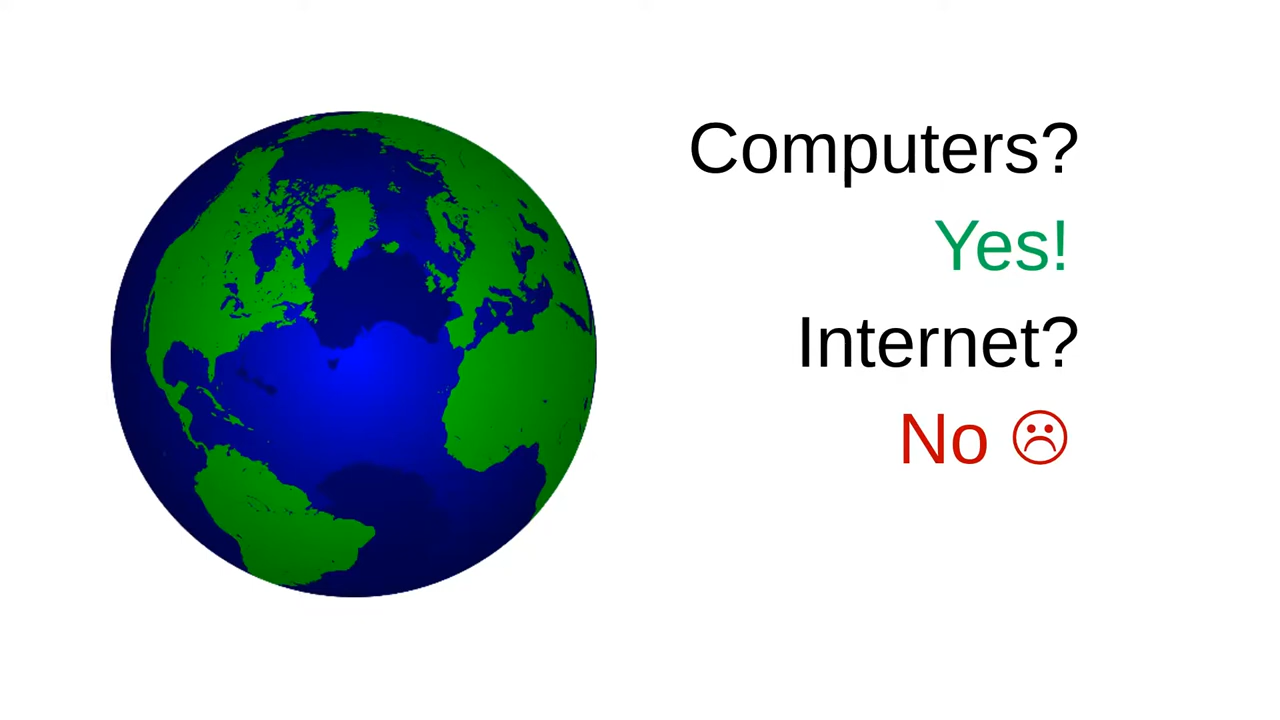 Computers?
Yes!
Internet?
No ☹